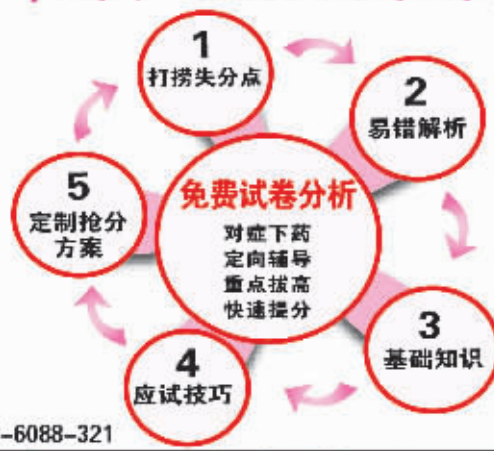 1
打捞失分点
2
易错解析
免费试卷分析
对症下药
定向辅导
重点拔高
快速提分
3
基础知识
4
应试技巧
5
定制抢分
方案
-6088-321